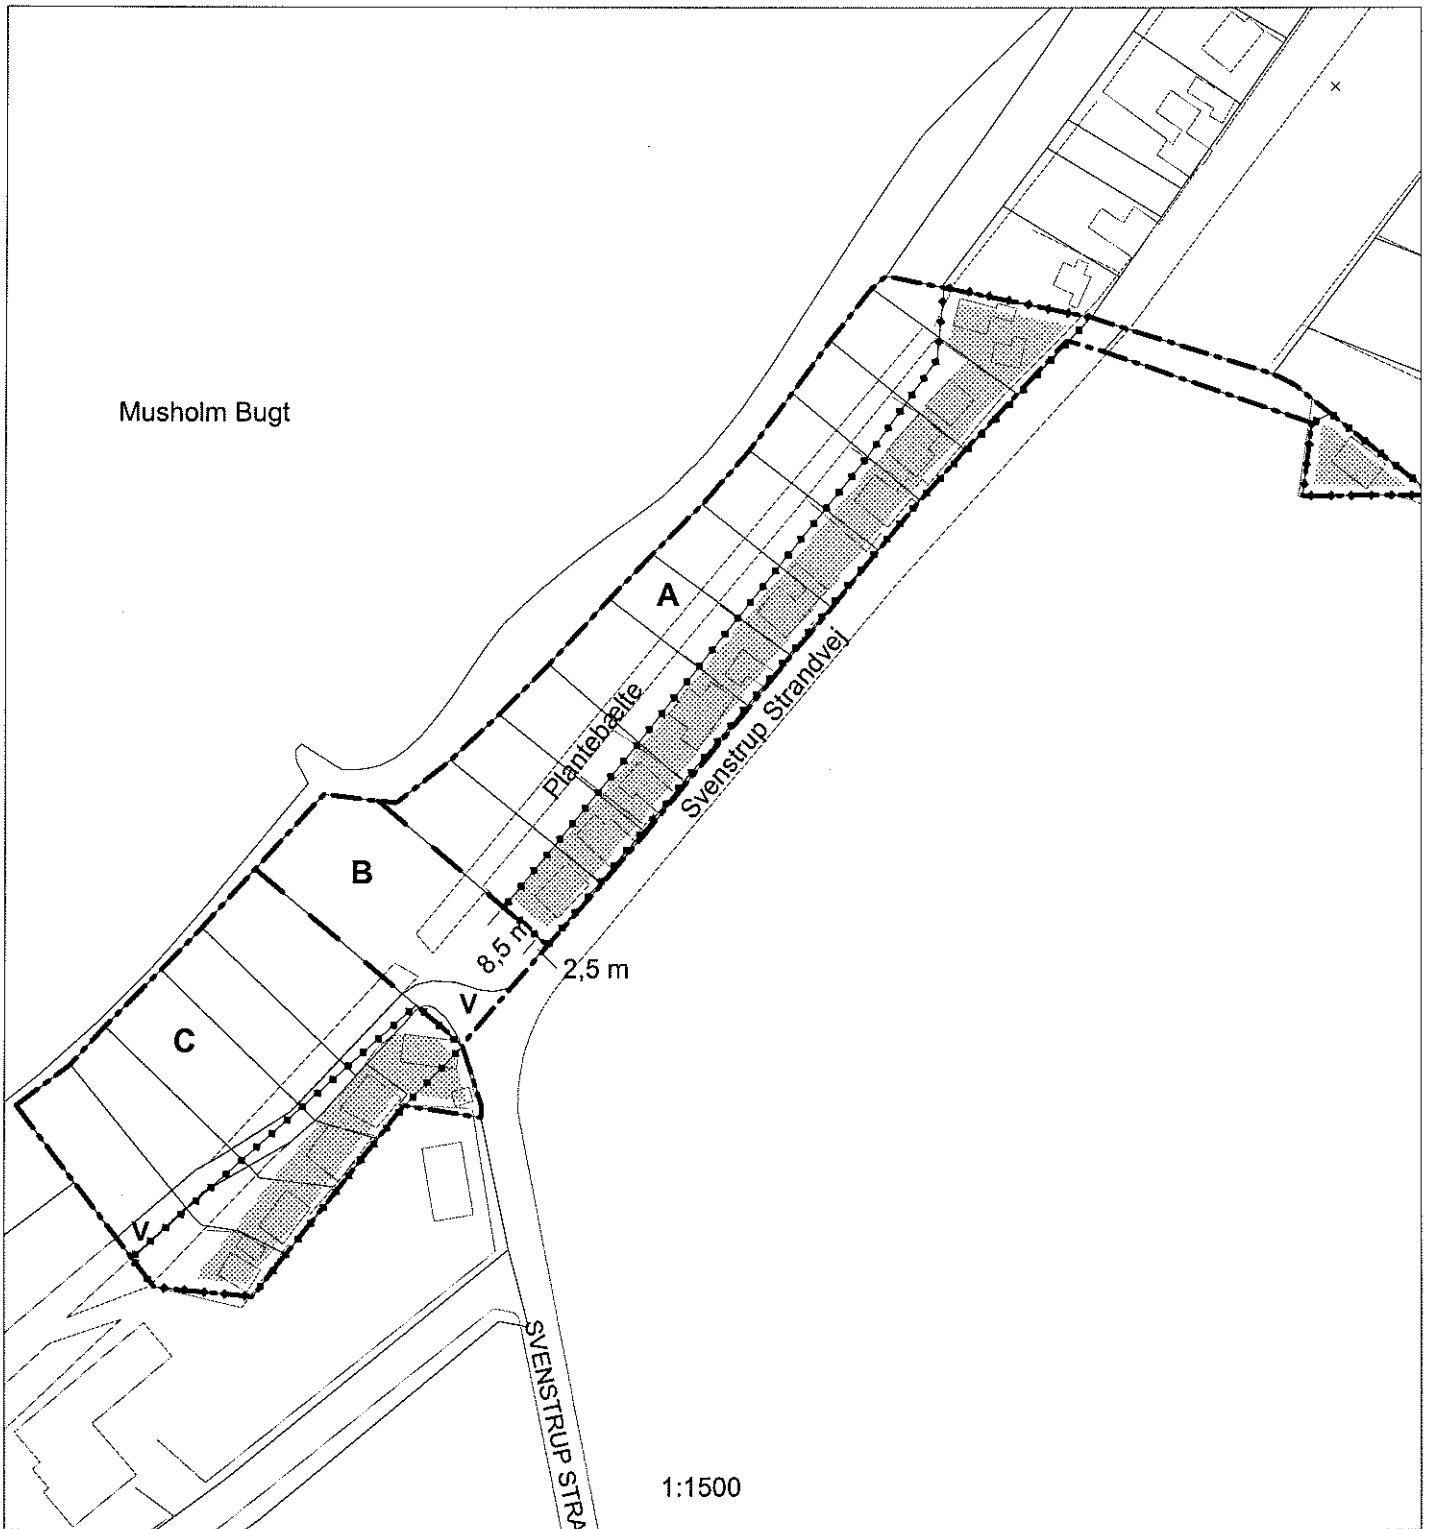 Musholm Bugt
A
Plantebælte
Svenstrup Strandvej
B
8,5 m
2,5 m
V
C
V
SVENSTRUP STRA
1:1500